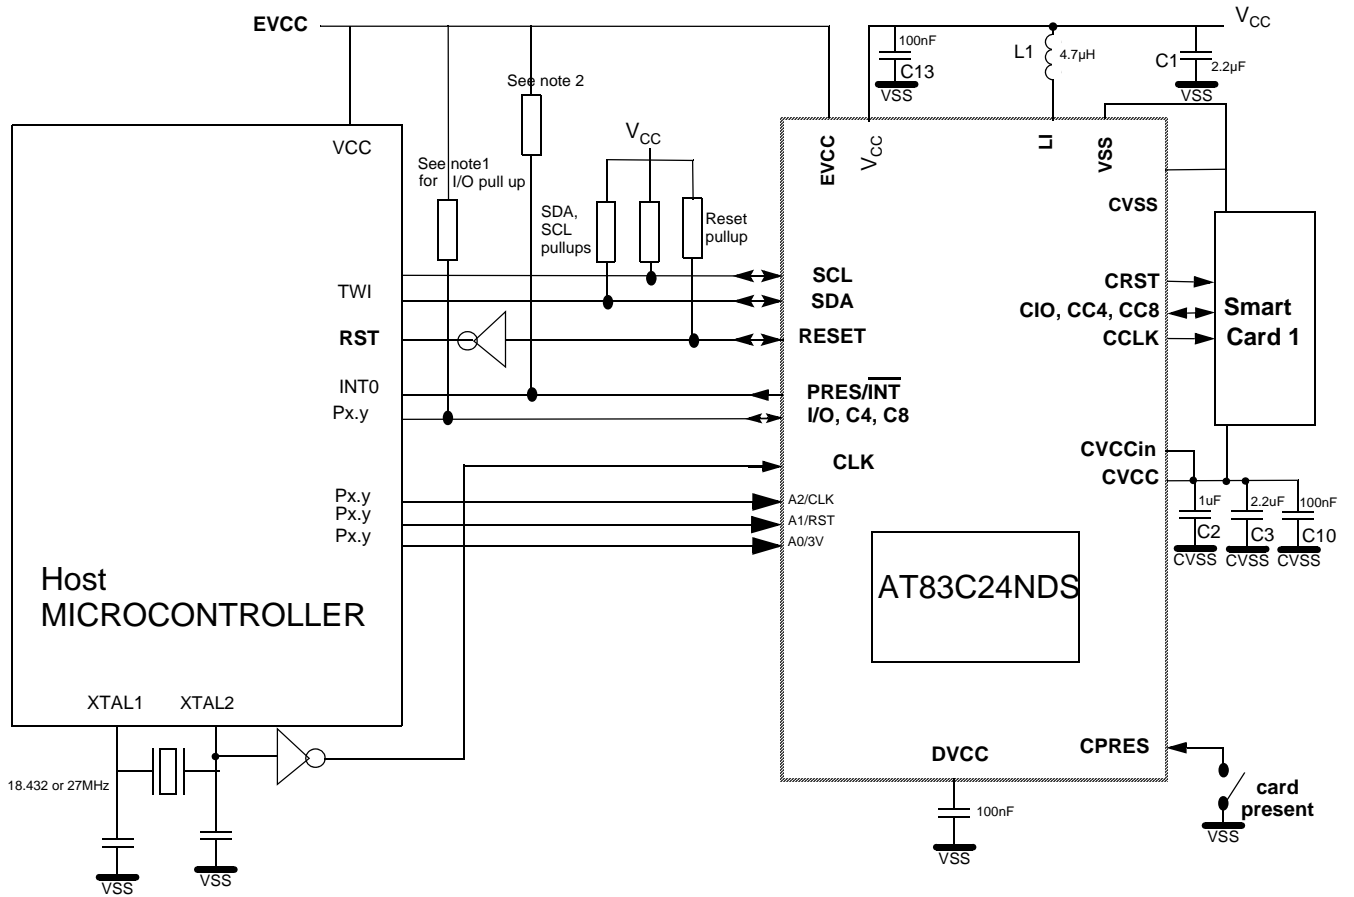 EVCC
V_CC
100nF
C13
VSS
L1
4.7µH
C1
2.2µF
VSS
See note 2
VCC
V_CC
See note1
for I/O pull up
SDA,
SCL
pullups
Reset
pullup
EVCC
V_CC
LI
VSS
CVSS
TWI
RST
INT0
Px.y
SCL
SDA
RESET
PRES/INT
I/O, C4, C8
CLK
CRST
CIO, CC4, CC8
CCLK
Smart
Card 1
CVCCin
CVCC
Px.y
Px.y
Px.y
A2/CLK
A1/RST
A0/3V
1uF
C2
CVSS
2.2uF
C3
CVSS
100nF
C10
CVSS
Host
MICROCONTROLLER
AT83C24NDS
XTAL1
XTAL2
18.432 or 27MHz
VSS
VSS
DVCC
100nF
VSS
CPRES
card
present
VSS